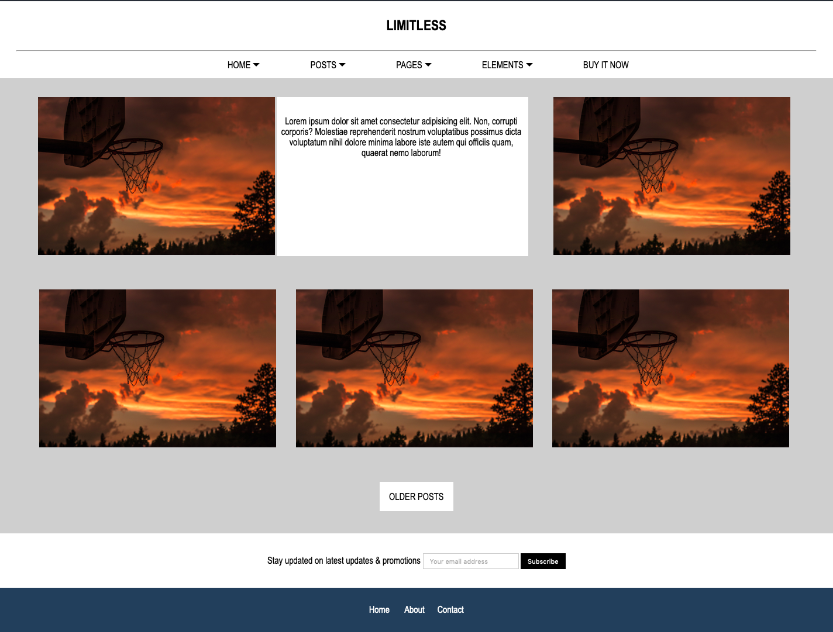 LIMITLESS
HOME POSTS PAGES ELEMENTS BUY IT NOW
Lorem ipsum dolor sit amet consectetur adipisicing elit. Non, corrupti
corporis? Molestiae reprehenderit nostrum voluptatibus possimus dicta
voluptatum nihil dolore minima labore iste autem qui officiis quam,
quaerat nemo laborum!
OLDER POSTS
Stay updated on latest updates & promotions Your email address Subscribe
Home About Contact